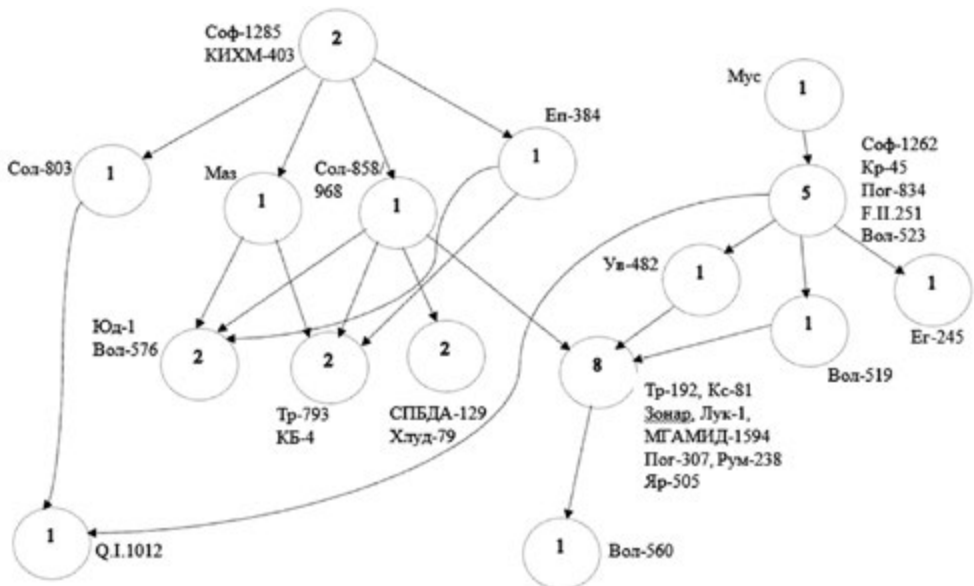 Соф-1285
КИХМ-403
2
Мус
1
Еп-384
1
Сол-803
1
Маз
1
Сол-858/
968
1
Соф-1262
Кр-45
Пог-834
F.II.251
Вол-523
5
Ув-482
1
1
Ег-245
Юд-1
Вол-576
2
2
Тр-793
КБ-4
2
СПБДА-129
Хлуд-79
8
1
Вол-519
Тр-192, Кс-81
Зонар, Лук-1,
МГАМИД-1594
Пог-307, Рум-238
Яр-505
1
Q.I.1012
1
Вол-560